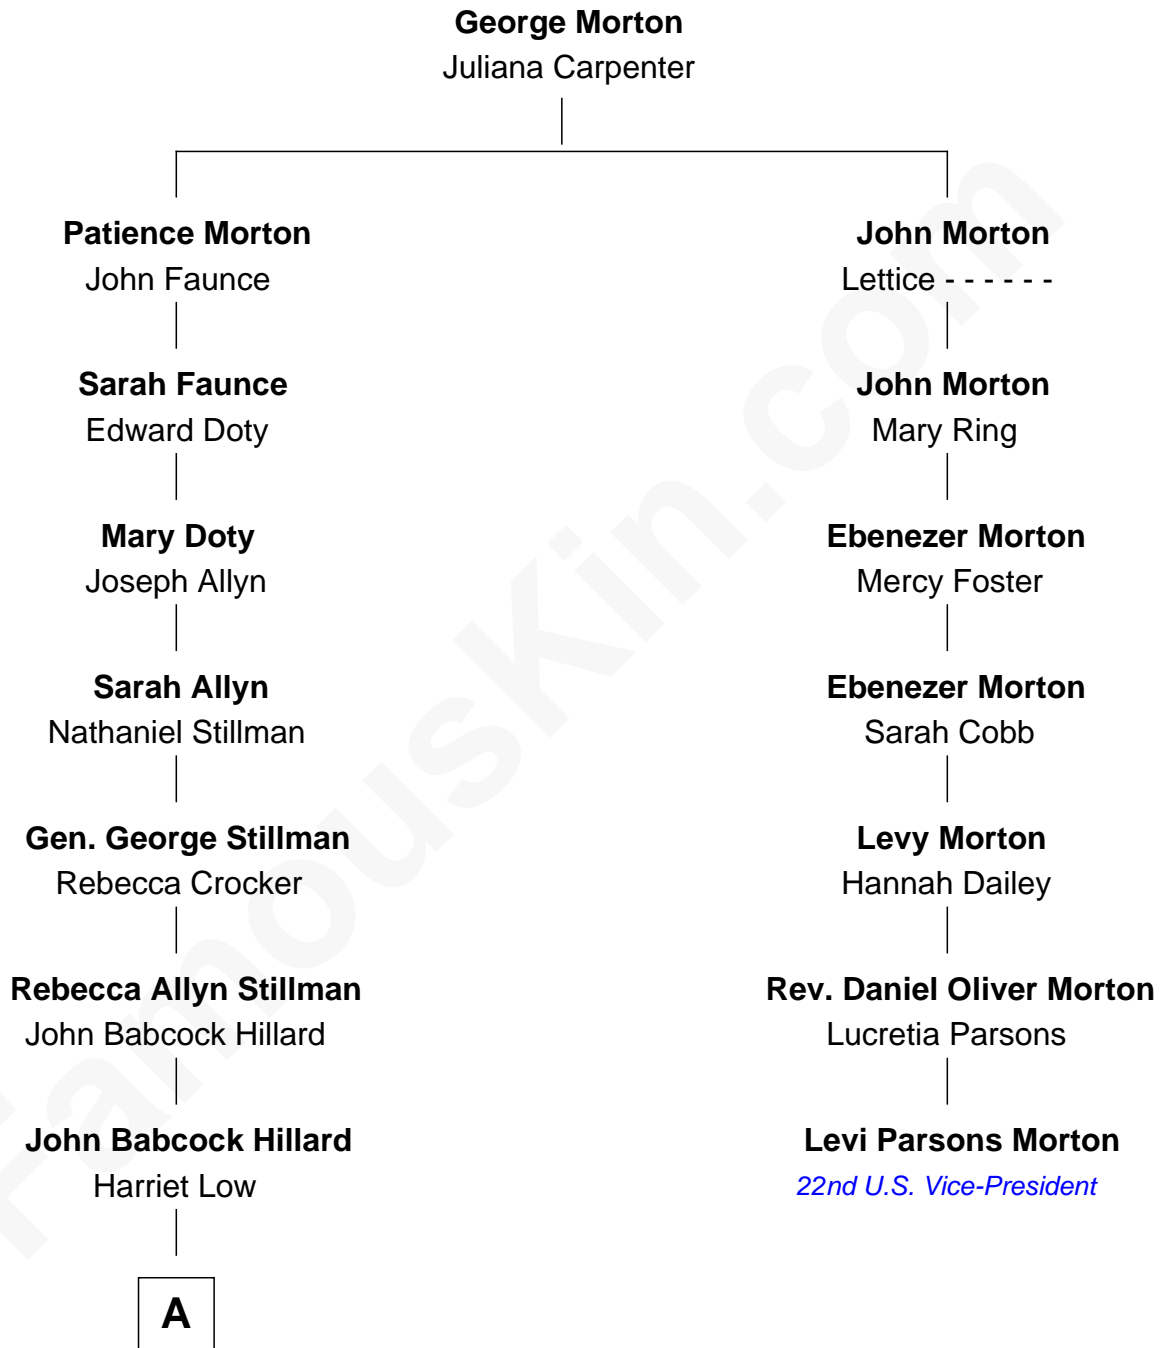 George Morton
Juliana Carpenter
Patience Morton
John Faunce
John Morton
Lettice - - - - - -
Sarah Faunce
Edward Doty
John Morton
Mary Ring
Mary Doty
Joseph Allyn
Ebenezer Morton
Mercy Foster
Sarah Allyn
Nathaniel Stillman
Ebenezer Morton
Sarah Cobb
Gen. George Stillman
Rebecca Crocker
Levy Morton
Hannah Dailey
Rebecca Allyn Stillman
John Babcock Hillard
Rev. Daniel Oliver Morton
Lucretia Parsons
John Babcock Hillard
Harriet Low
Levi Parsons Morton
22nd U.S. Vice-President
A
FamousKin.com